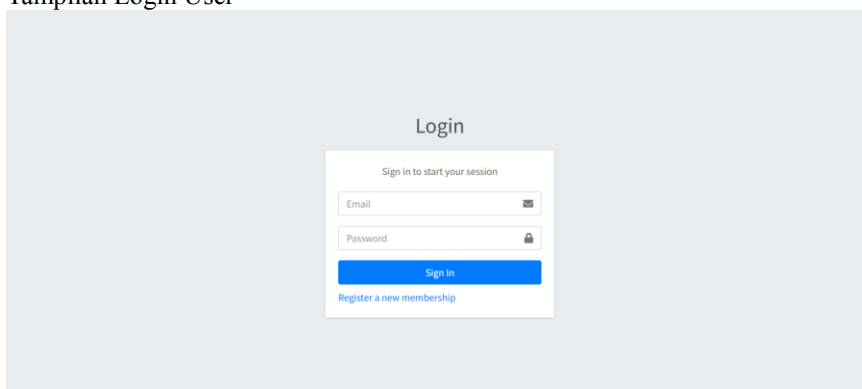 Tampilan Login User
Login
Sign in to start your session
Email
Password
Sign In
Register a new membership